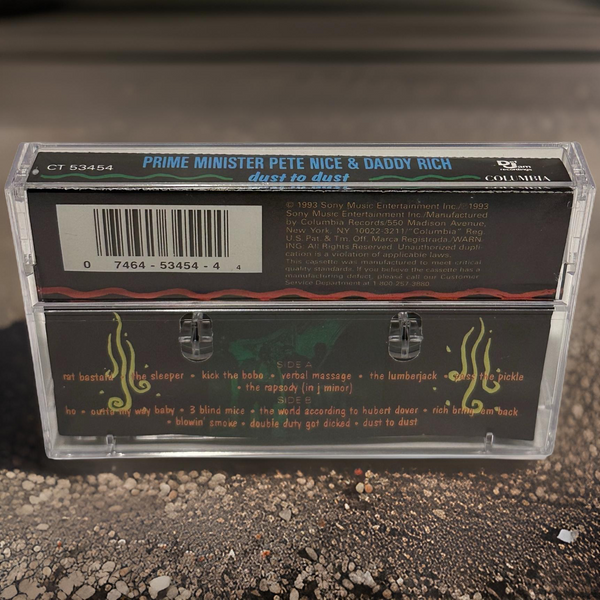 CT 53454
PRIME MINISTER PETE NICE & DADDY RICH
dust to dust
Def Jam
recordings
COLUMBIA
0 7464-53454-4 4
© 1993 Sony Music Entertainment Inc./ ℗ 1993
Sony Music Entertainment Inc./Manufactured
by Columbia Records/550 Madison Avenue,
New York, NY 10022-3211/"Columbia" Reg.
U.S. Pat. & Tm. Off. Marca Registrada./WARN-
ING: All Rights Reserved. Unauthorized dupli-
cation is a violation of applicable laws.
This cassette was manufactured to meet critical
quality standards. If you believe the cassette has a
manufacturing defect, please call our Customer
Service Department at
SIDE A
rat bastard • the sleeper • kick the bobo • verbal massage • the lumberjack • pass the pickle
• the rapsody (in j minor)
SIDE B
ho • outta my way baby • 3 blind mice • the world according to hubert dover • rich bring 'em back
• blowin' smoke • double duty got dicked • dust to dust